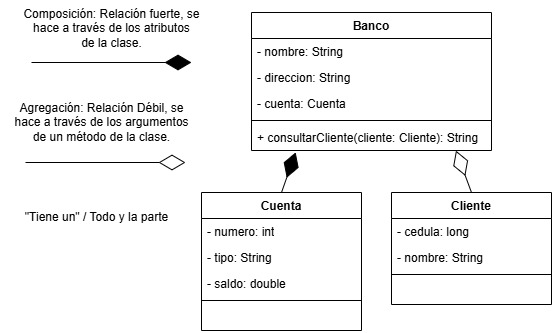 Composición: Relación fuerte, se
hace a través de los atributos
de la clase.
Agregación: Relación Débil, se
hace a través de los argumentos
de un método de la clase.
"Tiene un" / Todo y la parte
Banco
- nombre: String
- direccion: String
- cuenta: Cuenta
+ consultarCliente(cliente: Cliente): String
Cuenta
- numero: int
- tipo: String
- saldo: double
Cliente
- cedula: long
- nombre: String